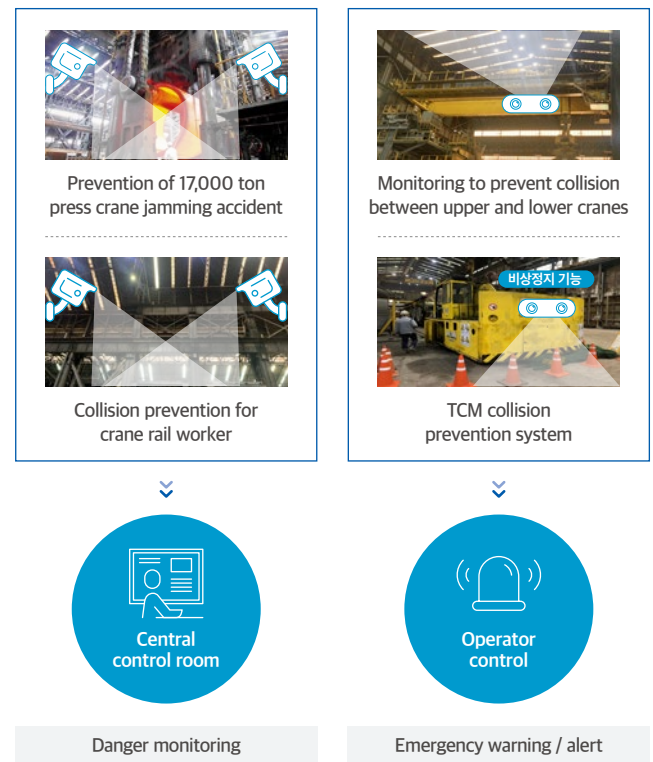 Prevention of 17,000 ton
press crane jamming accident
Collision prevention for
crane rail worker
Monitoring to prevent collision
between upper and lower cranes
비상정지 기능
TCM collision
prevention system
Central
control room
Danger monitoring
Operator
control
Emergency warning / alert